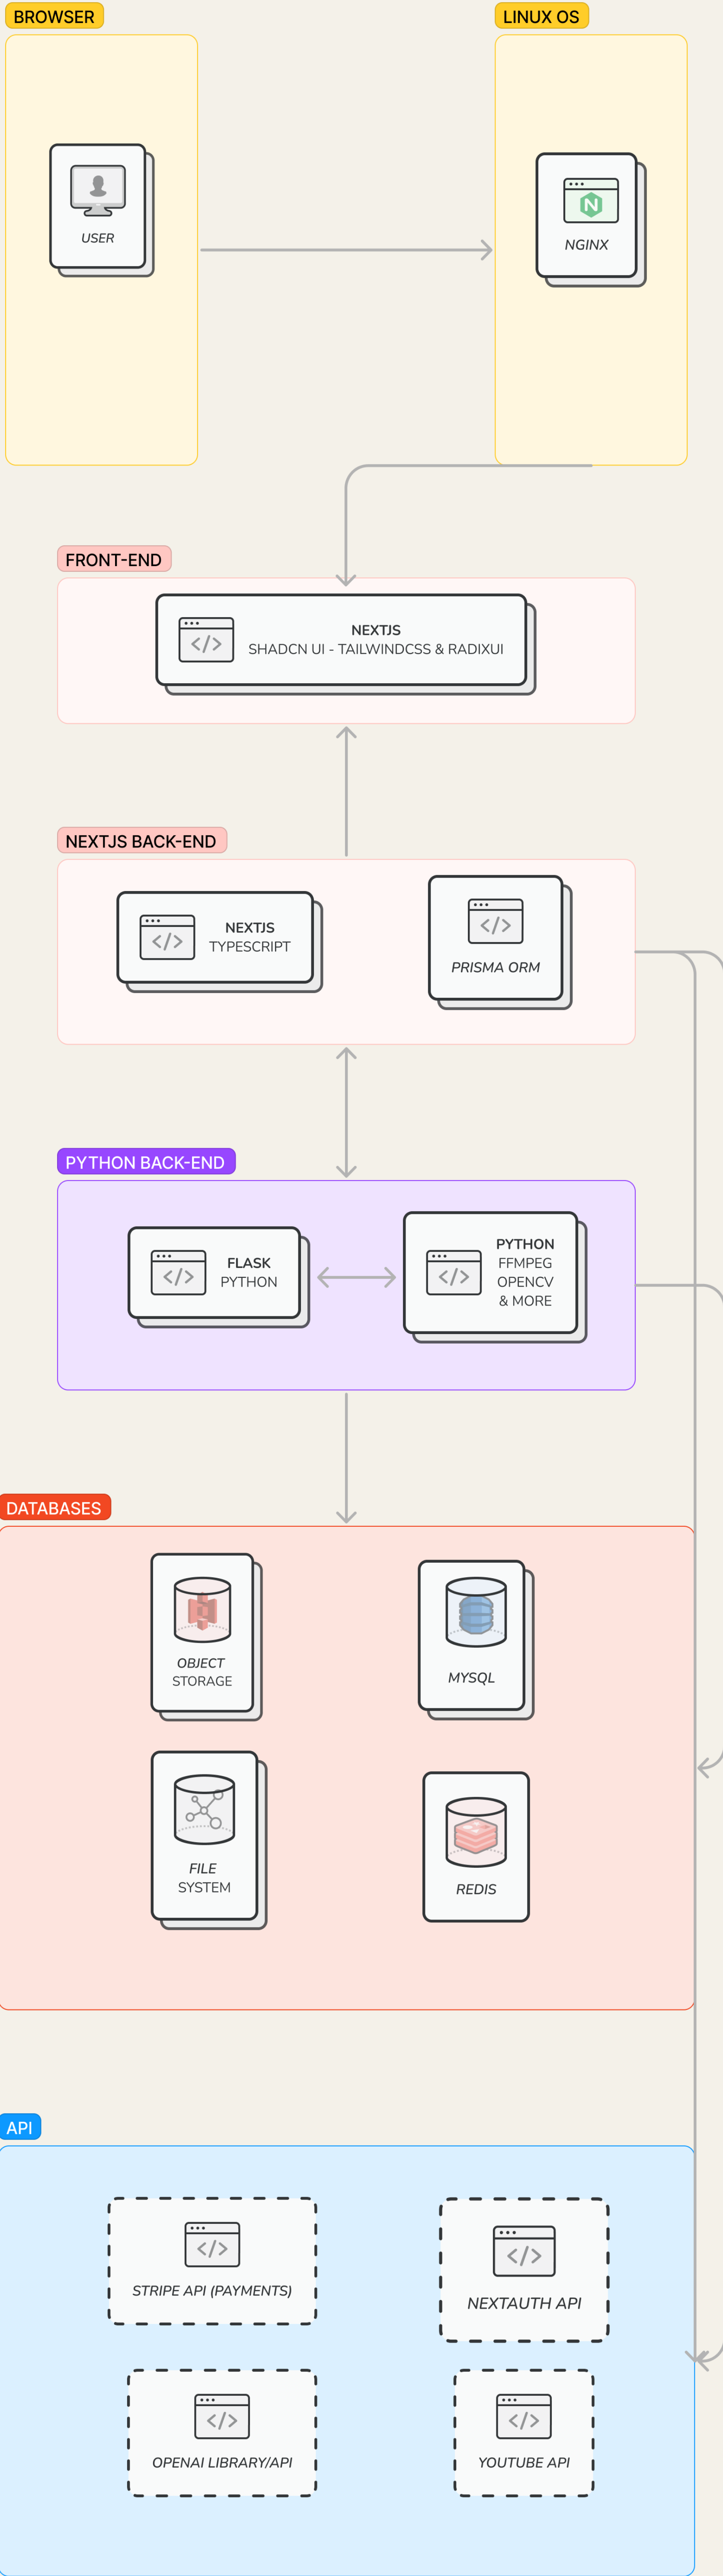 BROWSER
LINUX OS
USER
NGINX
FRONT-END
NEXTJS
SHADCN UI - TAILWINDCSS & RADIXUI
NEXTJS BACK-END
NEXTJS
TYPESCRIPT
PRISMA ORM
PYTHON BACK-END
FLASK
PYTHON
PYTHON
FFMPEG
OPENCV
& MORE
DATABASES
OBJECT
STORAGE
MYSQL
FILE
SYSTEM
REDIS
API
STRIPE API (PAYMENTS)
NEXTAUTH API
OPENAI LIBRARY/API
YOUTUBE API